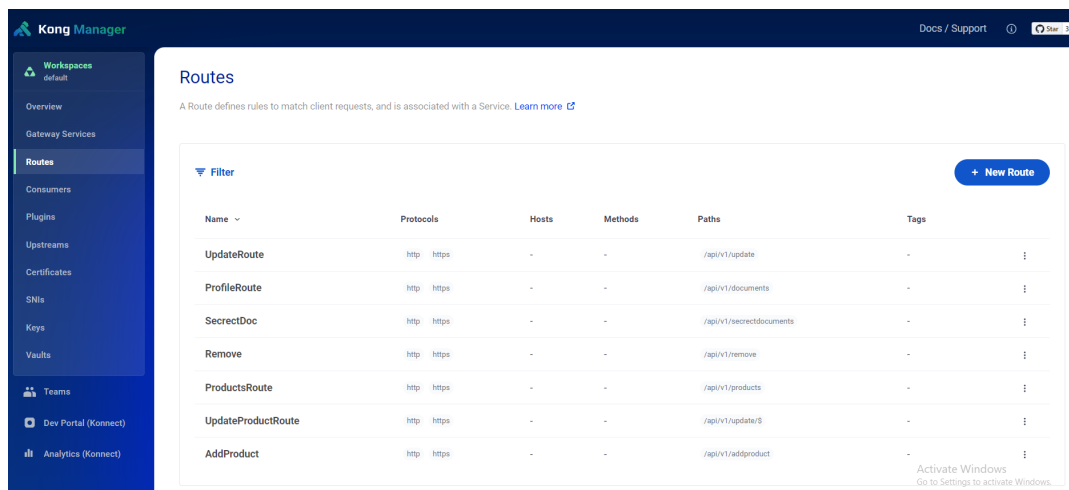 Kong Manager
Docs / Support
Star 3
Workspaces
default
Overview
Gateway Services
Routes
Consumers
Plugins
Upstreams
Certificates
SNIs
Keys
Vaults
Teams
Dev Portal (Konnect)
Analytics (Konnect)
Routes
A Route defines rules to match client requests, and is associated with a Service. Learn more
Filter
+ New Route
Name Protocols Hosts Methods Paths Tags
UpdateRoute http https - - /api/v1/update -
ProfileRoute http https - - /api/v1/documents -
SecrectDoc http https - - /api/v1/secrectdocuments -
Remove http https - - /api/v1/remove -
ProductsRoute http https - - /api/v1/products -
UpdateProductRoute http https - - /api/v1/update/$ -
AddProduct http https - - /api/v1/addproduct -
Activate Windows
Go to Settings to activate Windows.